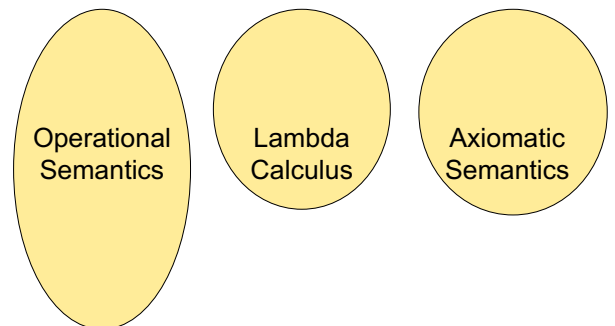 Operational
Semantics
Lambda
Calculus
Axiomatic
Semantics